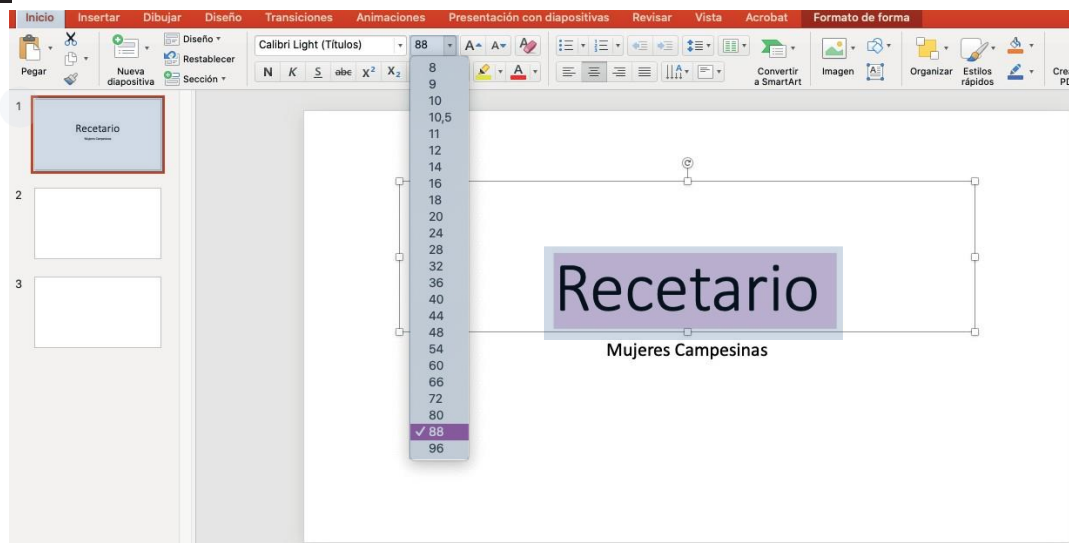 Inicio Insertar Dibujar Diseño Transiciones Animaciones Presentación con diapositivas Revisar Vista Acrobat Formato de forma
Pegar
Nueva diapositiva
Diseño
Restablecer
Sección
Calibri Light (Títulos) 88 A A
N K S abc X² X₂ A
Convertir a SmartArt
Imagen
Organizar
Estilos rápidos
8
9
10
10,5
11
12
14
16
18
20
24
28
32
36
40
44
48
54
60
66
72
80
✓ 88
96
1
Recetario
2
3
Recetario
Mujeres Campesinas